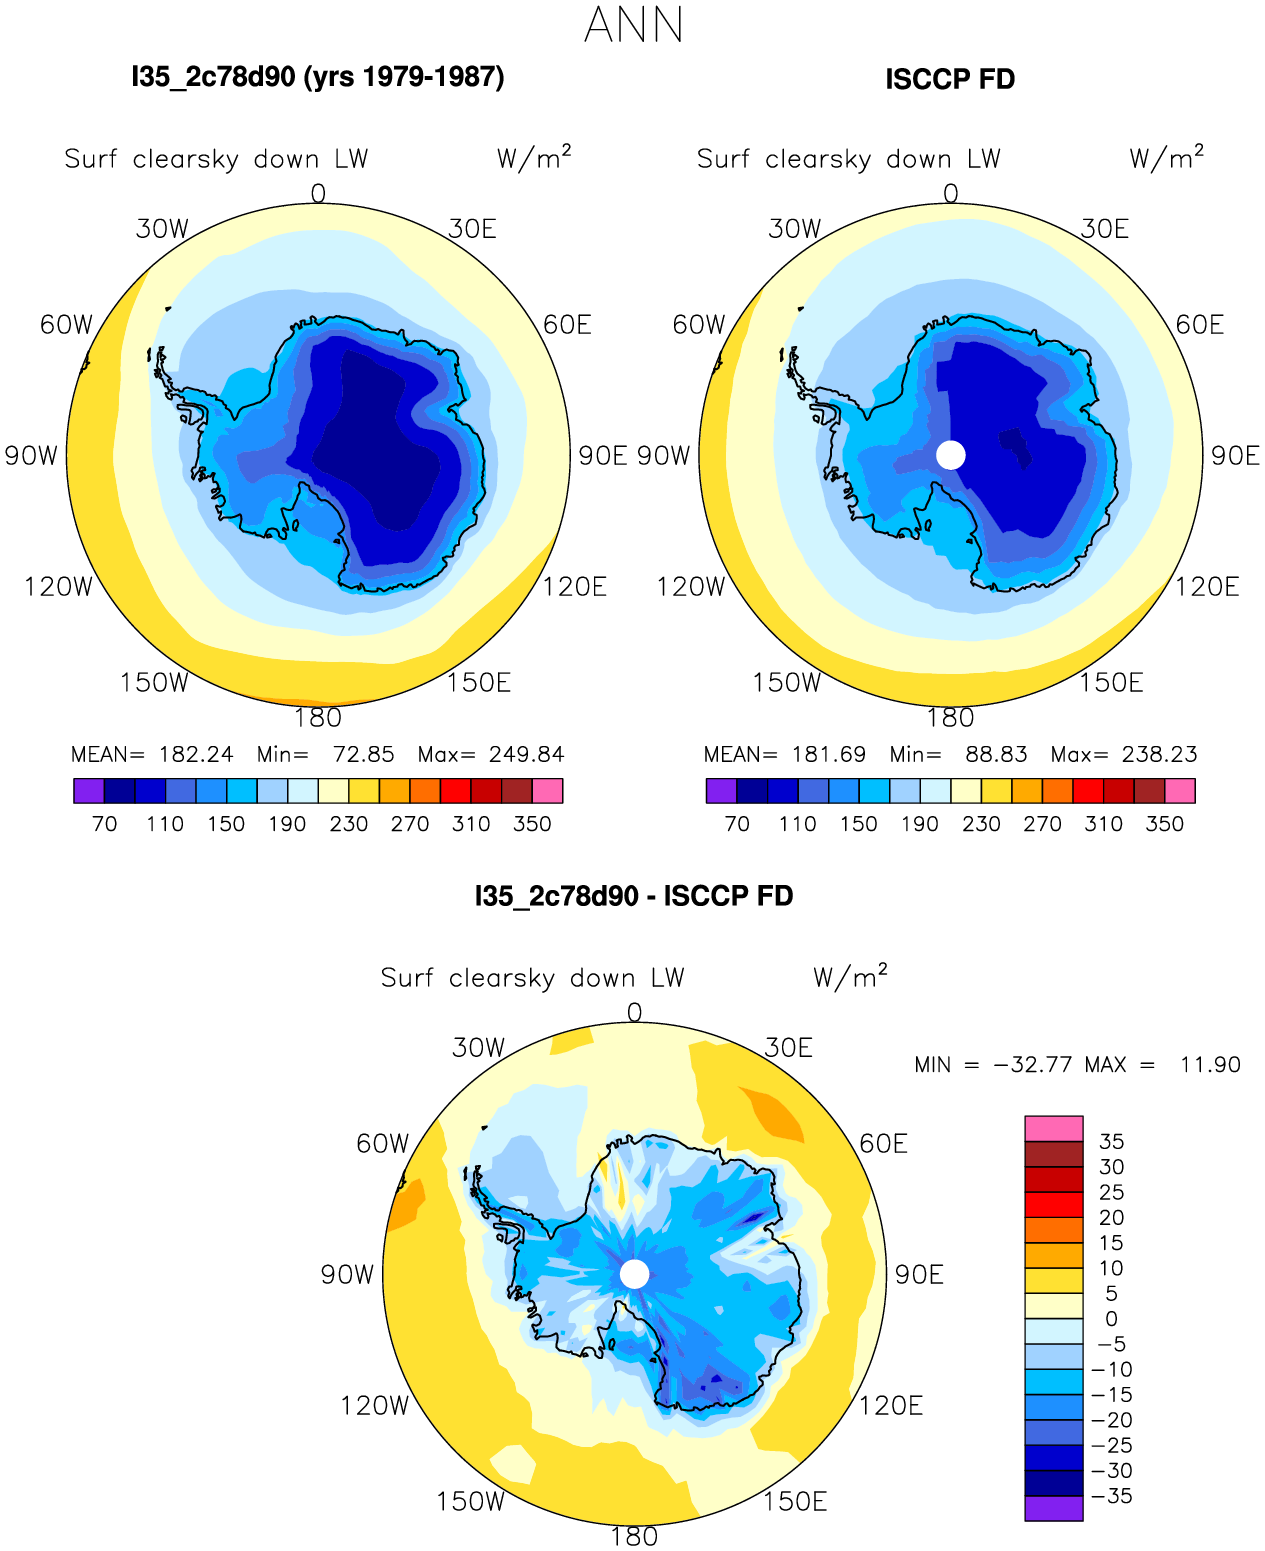 ANN
I35_2c78d90 (yrs 1979-1987)
ISCCP FD
Surf clearsky down LW W/m²
Surf clearsky down LW W/m²
0
30W 30E
60W 60E
90W 90E
120W 120E
150W 150E
180
0
30W 30E
60W 60E
90W 90E
120W 120E
150W 150E
180
MEAN= 182.24 Min= 72.85 Max= 249.84
70 110 150 190 230 270 310 350
MEAN= 181.69 Min= 88.83 Max= 238.23
70 110 150 190 230 270 310 350
I35_2c78d90 - ISCCP FD
Surf clearsky down LW W/m²
0
30W 30E
60W 60E
90W 90E
120W 120E
150W 150E
180
MIN = −32.77 MAX = 11.90
35
30
25
20
15
10
5
0
−5
−10
−15
−20
−25
−30
−35